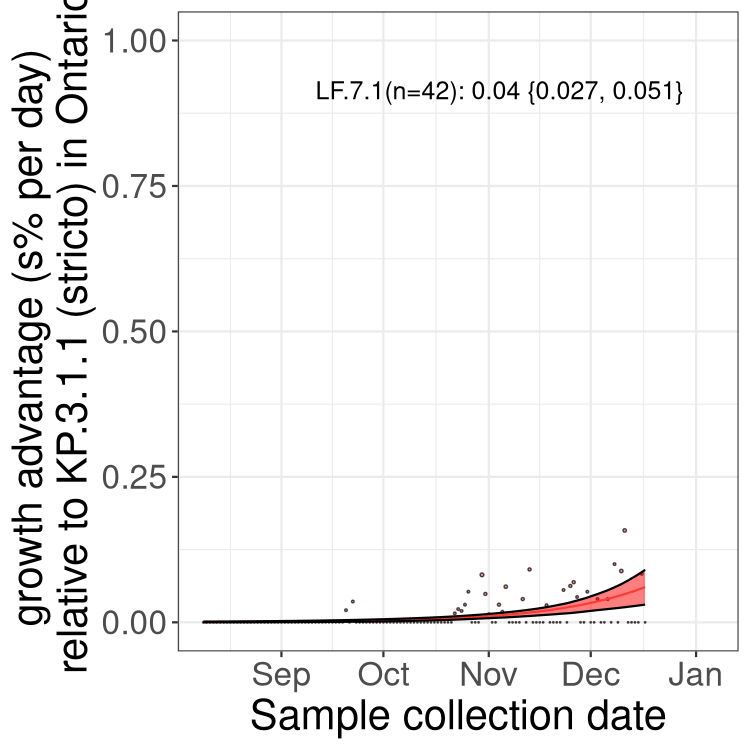 growth advantage (s% per day)
relative to KP.3.1.1 (stricto) in Ontario
1.00
0.75
0.50
0.25
0.00
LF.7.1(n=42): 0.04 {0.027, 0.051}
Sep Oct Nov Dec Jan
Sample collection date